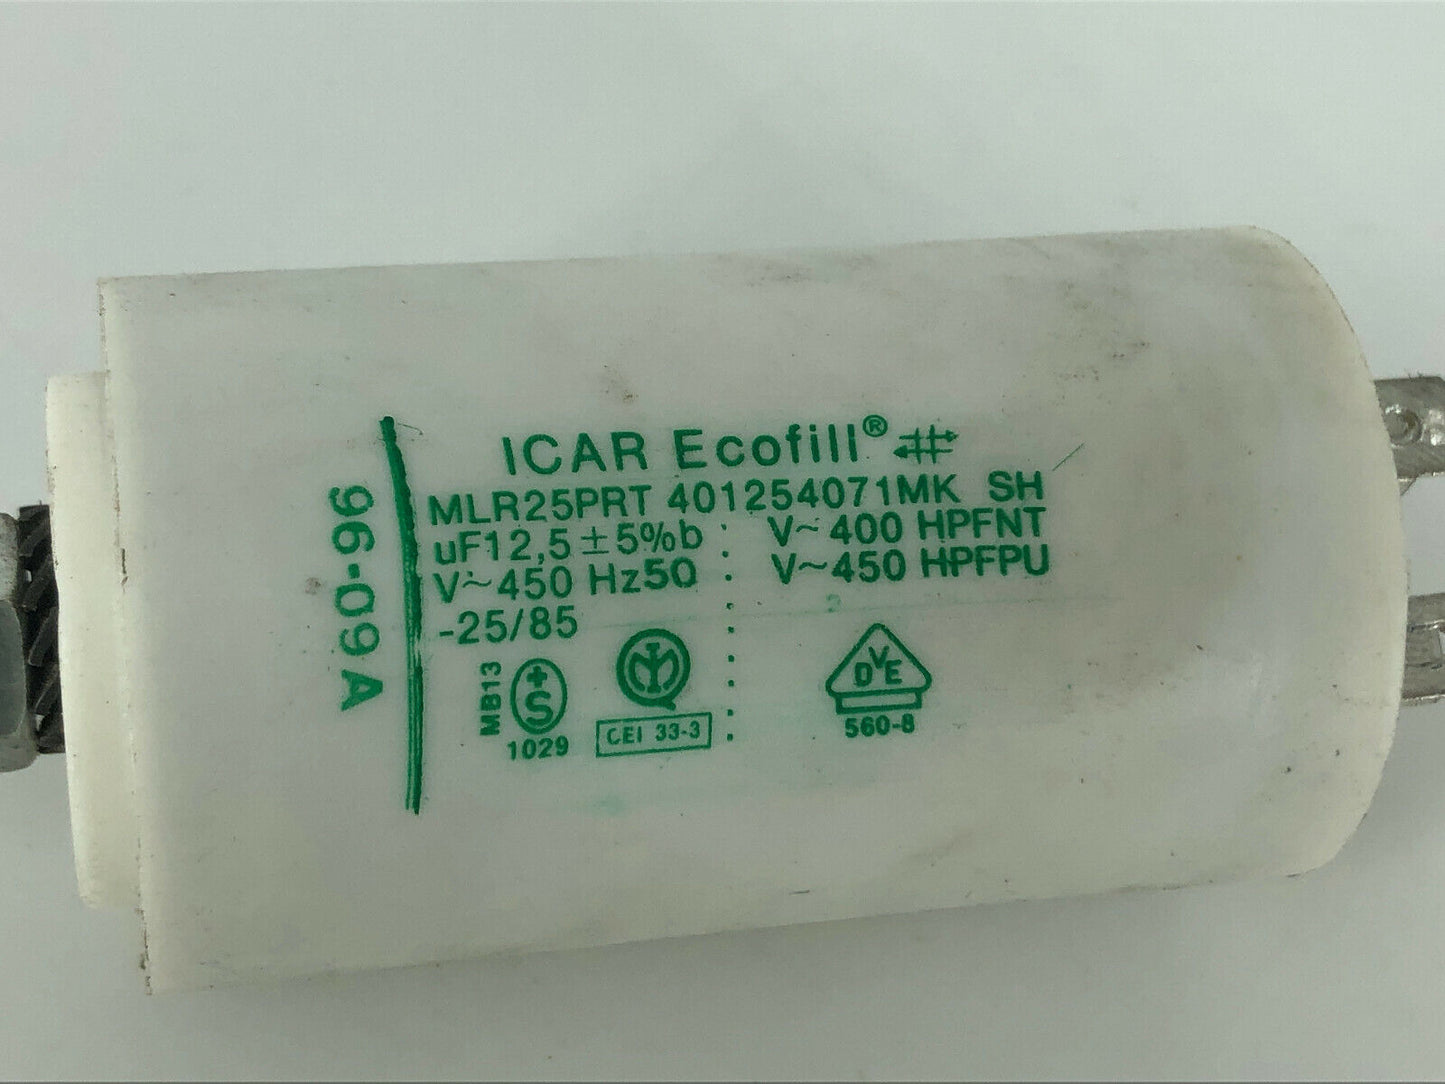 ICAR Ecofill®
MLR25PRT 401254071MK SH
uF12,5 ±5%b V~400 HPFNT
V~450 Hz50 V~450 HPFPU
-25/85
96-09A
MB13
S
1029
CEI 33-3
DVE
560-8